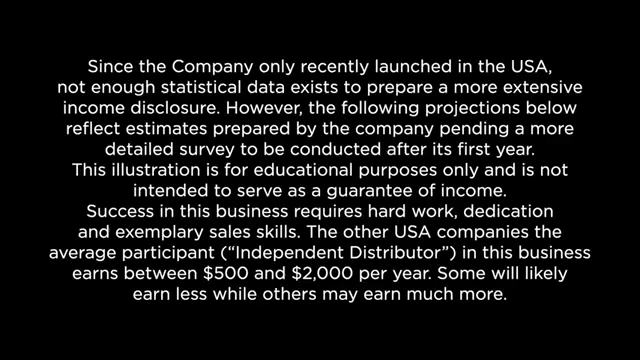 Since the Company only recently launched in the USA,
not enough statistical data exists to prepare a more extensive
income disclosure. However, the following projections below
reflect estimates prepared by the company pending a more
detailed survey to be conducted after its first year.
This illustration is for educational purposes only and is not
intended to serve as a guarantee of income.
Success in this business requires hard work, dedication
and exemplary sales skills. The other USA companies the
average participant (“Independent Distributor”) in this business
earns between $500 and $2,000 per year. Some will likely
earn less while others may earn much more.